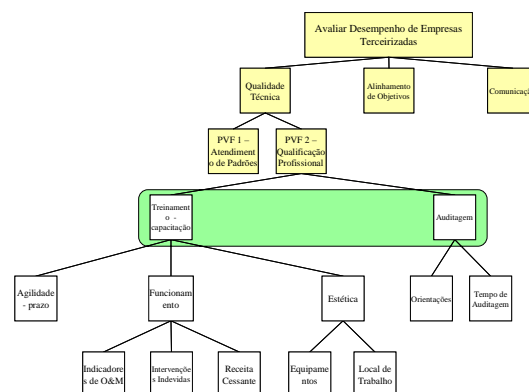 Avaliar Desempenho de Empresas
Terceirizadas
Qualidade
Técnica
Alinhamento
de Objetivos
Comunicaçã
PVF 1 –
Atendiment
o de Padrões
PVF 2 –
Qualificação
Profissional
Treinament
o -
capacitação
Auditagem
Agilidade
- prazo
Funcionam
ento
Estética
Orientações
Tempo de
Auditagem
Indicadore
s de O&M
Intervençõe
s Indevidas
Receita
Cessante
Equipame
ntos
Local de
Trabalho